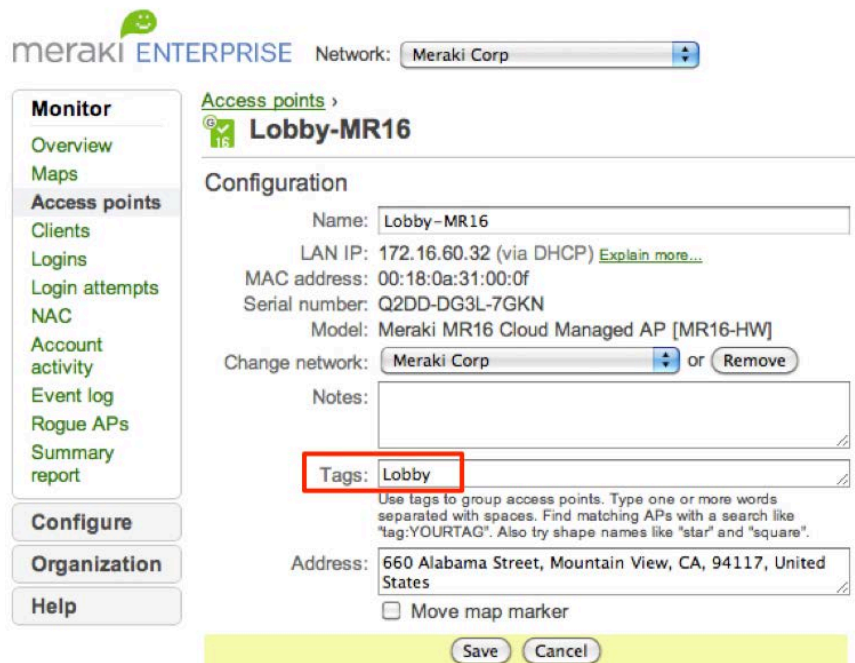 meraki ENTERPRISE Network: Meraki Corp
Monitor
Overview
Maps
Access points
Clients
Logins
Login attempts
NAC
Account
activity
Event log
Rogue APs
Summary
report
Configure
Organization
Help
Access points ›
G
16
Lobby-MR16
Configuration
Name: Lobby-MR16
LAN IP: 172.16.60.32 (via DHCP) Explain more...
MAC address: 00:18:0a:31:00:0f
Serial number: Q2DD-DG3L-7GKN
Model: Meraki MR16 Cloud Managed AP [MR16-HW]
Change network: Meraki Corp or Remove
Notes:
Tags: Lobby
Use tags to group access points. Type one or more words
separated with spaces. Find matching APs with a search like
"tag:YOURTAG". Also try shape names like "star" and "square".
Address: 660 Alabama Street, Mountain View, CA, 94117, United
States
Move map marker
Save Cancel